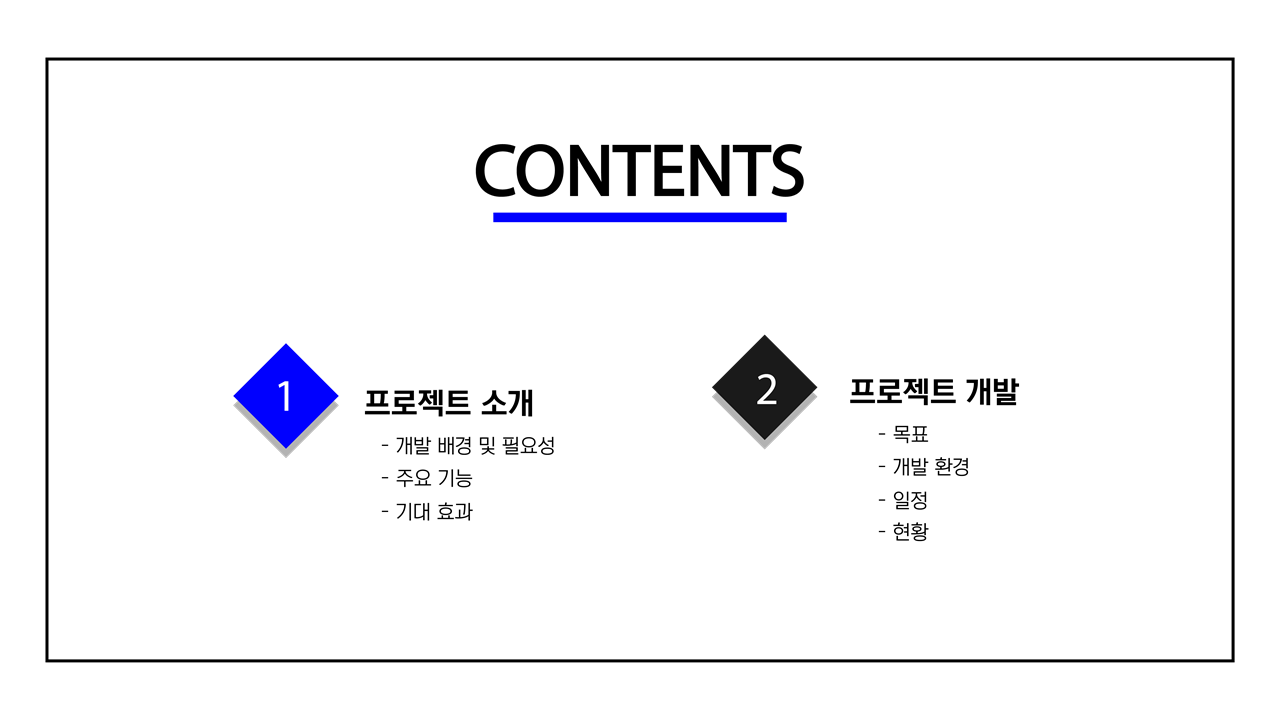 CONTENTS
1
프로젝트 소개
- 개발 배경 및 필요성
- 주요 기능
- 기대 효과
2
프로젝트 개발
- 목표
- 개발 환경
- 일정
- 현황